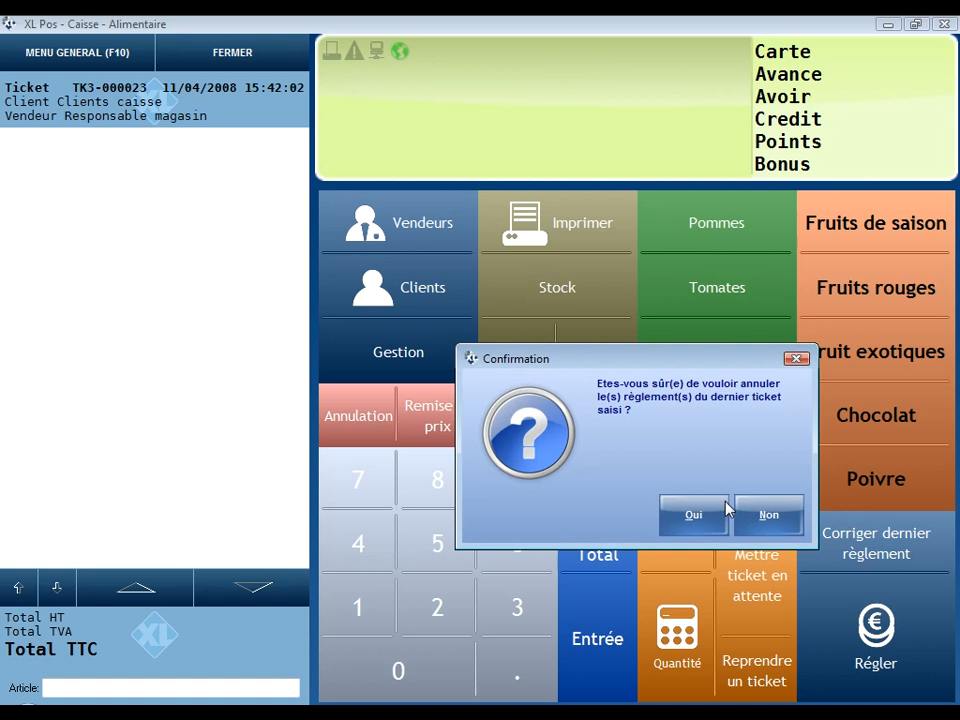 XL Pos - Caisse - Alimentaire
MENU GENERAL (F10)
FERMER
Ticket TK3-000023 11/04/2008 15:42:02
Client Clients caisse
Vendeur Responsable magasin
XL
Carte
Avance
Avoir
Credit
Points
Bonus
Vendeurs
Imprimer
Pommes
Fruits de saison
Clients
Stock
Tomates
Fruits rouges
Gestion
ruit exotiques
Confirmation
Etes-vous sûr(e) de vouloir annuler
le(s) règlement(s) du dernier ticket
saisi ?
Oui
Non
Annulation
Remise
prix
Chocolat
Poivre
7
8
4
5
Total
Mettre
ticket en
attente
Corriger dernier
règlement
1
2
3
Entrée
Quantité
Régler
0
.
Reprendre
un ticket
Total HT
Total TVA
Total TTC
XL
Article: